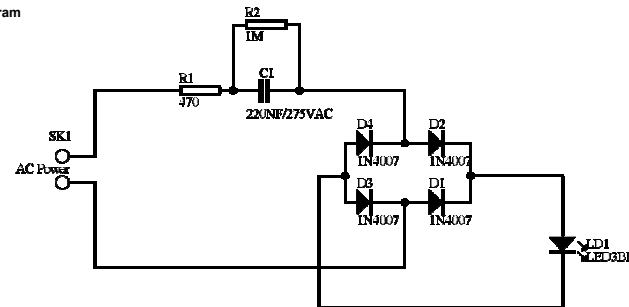 ram
R2
1M
R1
470
C1
220NF/275VAC
SK1
AC Power
D4
1N4007
D2
1N4007
D3
1N4007
D1
1N4007
LD1
LED3BL